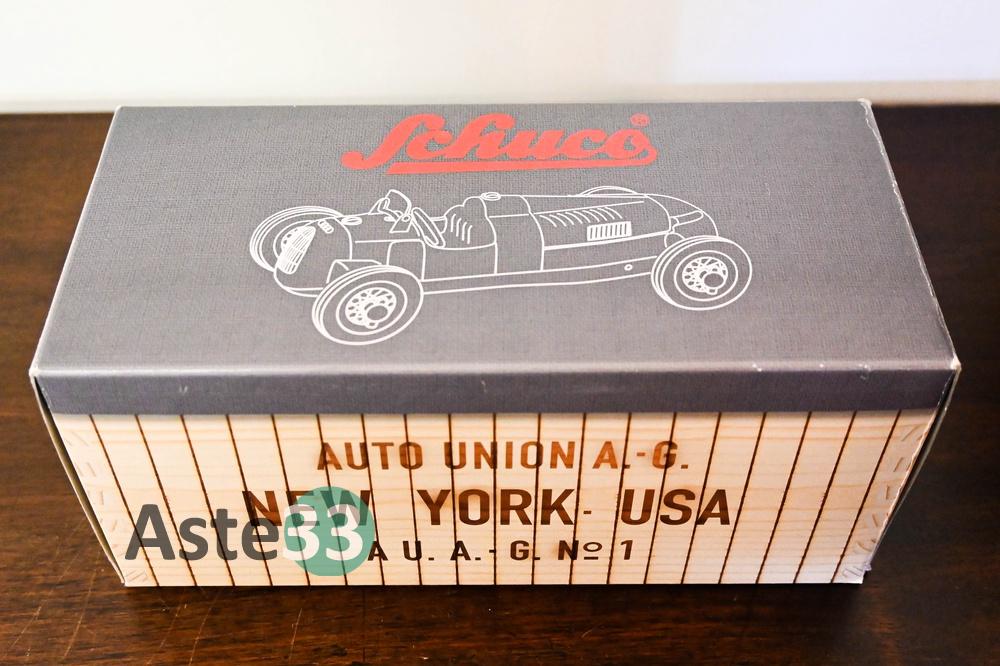 Schuco®
AUTO UNION A.-G.
NEW YORK - USA
A U. A.-G. Nº 1
Aste33